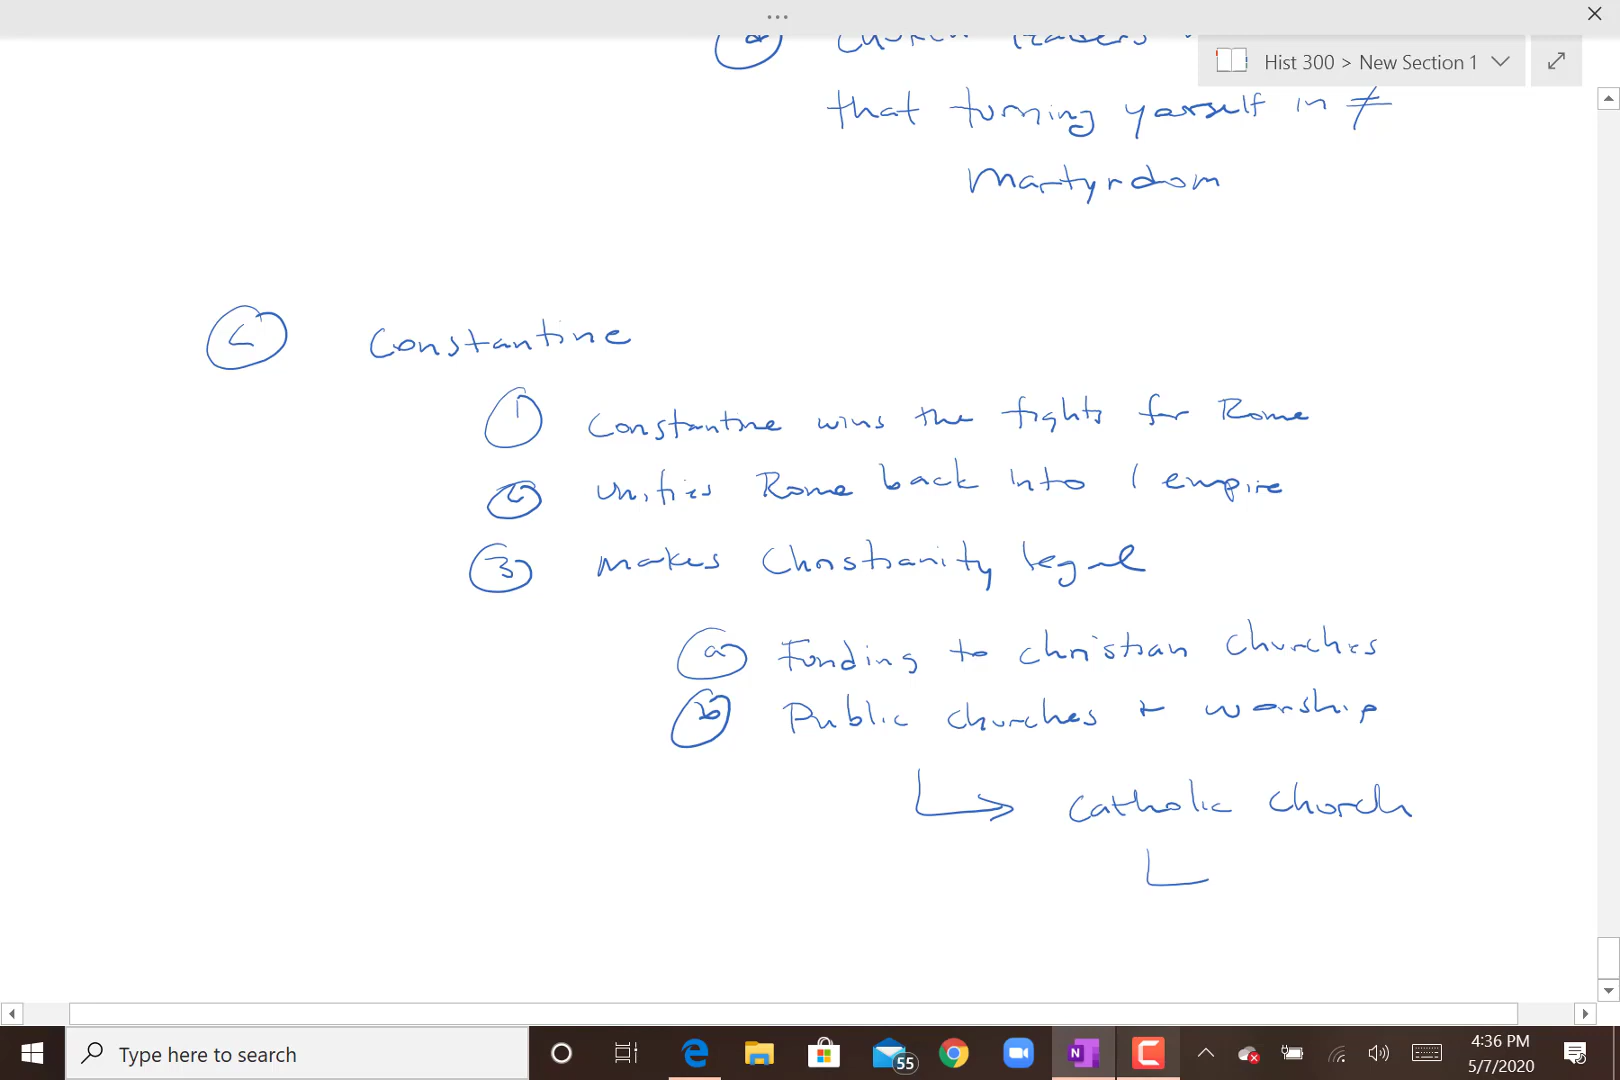 Church leaders
Hist 300 > New Section 1
that turning yourself in ≠
Martyrdom
C Constantine
1 Constantine wins the fights for Rome
2 Unifies Rome back into 1 empire
3 Makes Christianity legal
a Funding to Christian Churches
b Public Churches + worship
Catholic Church
Type here to search
55
N
4:36 PM
5/7/2020